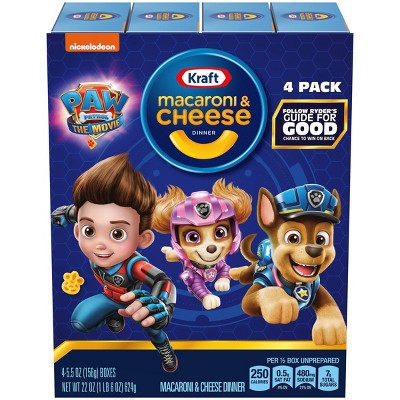 nickelodeon
PAW
PATROL
THE MOVIE
Kraft
macaroni &
CHEESE
DINNER
4 PACK
FOLLOW RYDER'S
GUIDE FOR
GOOD
CHANCE TO WIN ON BACK
PER 1/2 BOX UNPREPARED
250
CALORIES
0.5g
SAT FAT
480mg
SODIUM
21% DV
7g
TOTAL
SUGARS
4-5.5 OZ (156g) BOXES
NET WT 22 OZ (1 LB 6 OZ) 624g
MACARONI & CHEESE DINNER